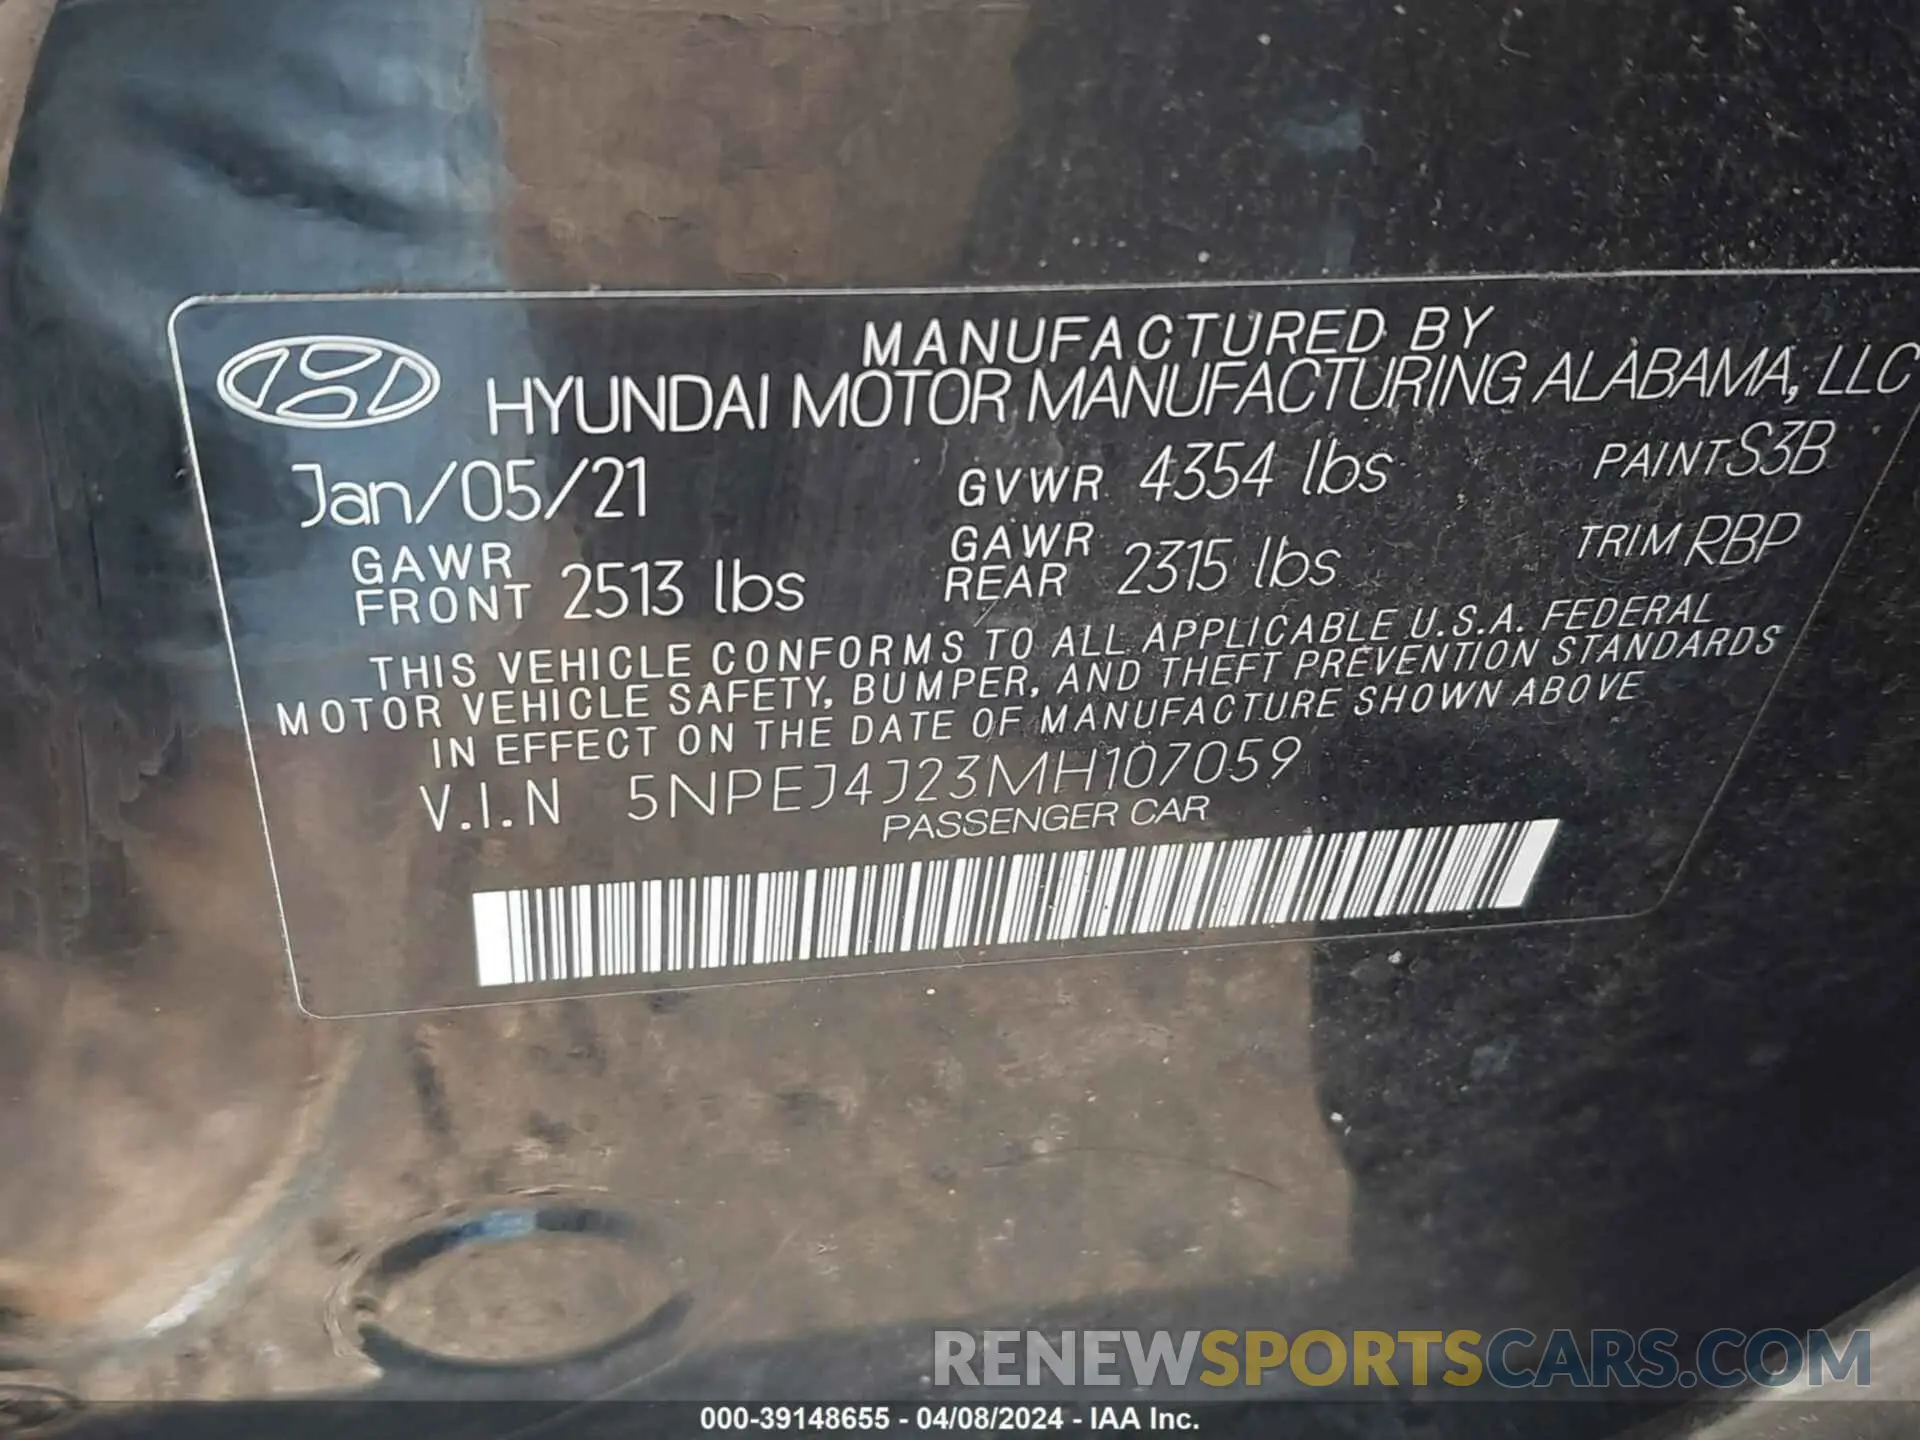 MANUFACTURED BY
HYUNDAI MOTOR MANUFACTURING ALABAMA, LLC
Jan/05/21 GVWR 4354 lbs PAINT S3B
GAWR FRONT 2513 lbs GAWR REAR 2315 lbs TRIM RBP
THIS VEHICLE CONFORMS TO ALL APPLICABLE U.S.A. FEDERAL
MOTOR VEHICLE SAFETY, BUMPER, AND THEFT PREVENTION STANDARDS
IN EFFECT ON THE DATE OF MANUFACTURE SHOWN ABOVE
V.I.N 5NPEJ4J23MH107059
PASSENGER CAR
RENEWSPORTSCARS.COM
000-39148655 - 04/08/2024 - IAA Inc.